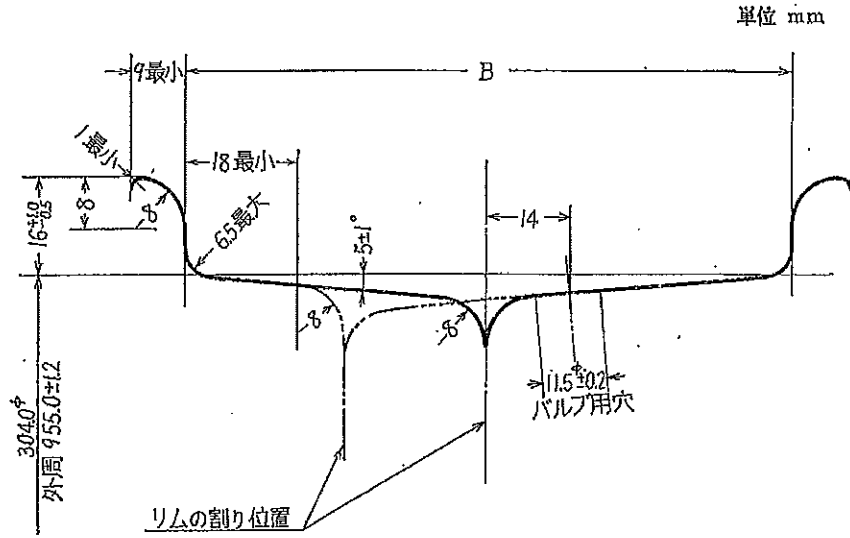 単位 mm
9最小
B
1最小
18最小
8
16 +1.0 -0.5
8
6.5最大
5±1°
14
8
8
11.5φ±0.2
バルブ用穴
304.0φ
外周 955.0±1.2
リムの割り位置